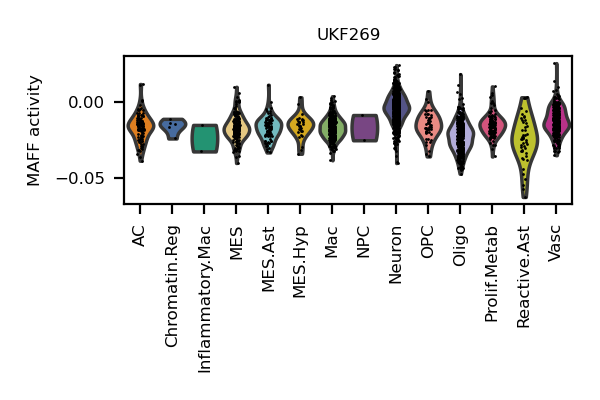 UKF269
MAFF activity
0.00
−0.05
AC
Chromatin.Reg
Inflammatory.Mac
MES
MES.Ast
MES.Hyp
Mac
NPC
Neuron
OPC
Oligo
Prolif.Metab
Reactive.Ast
Vasc